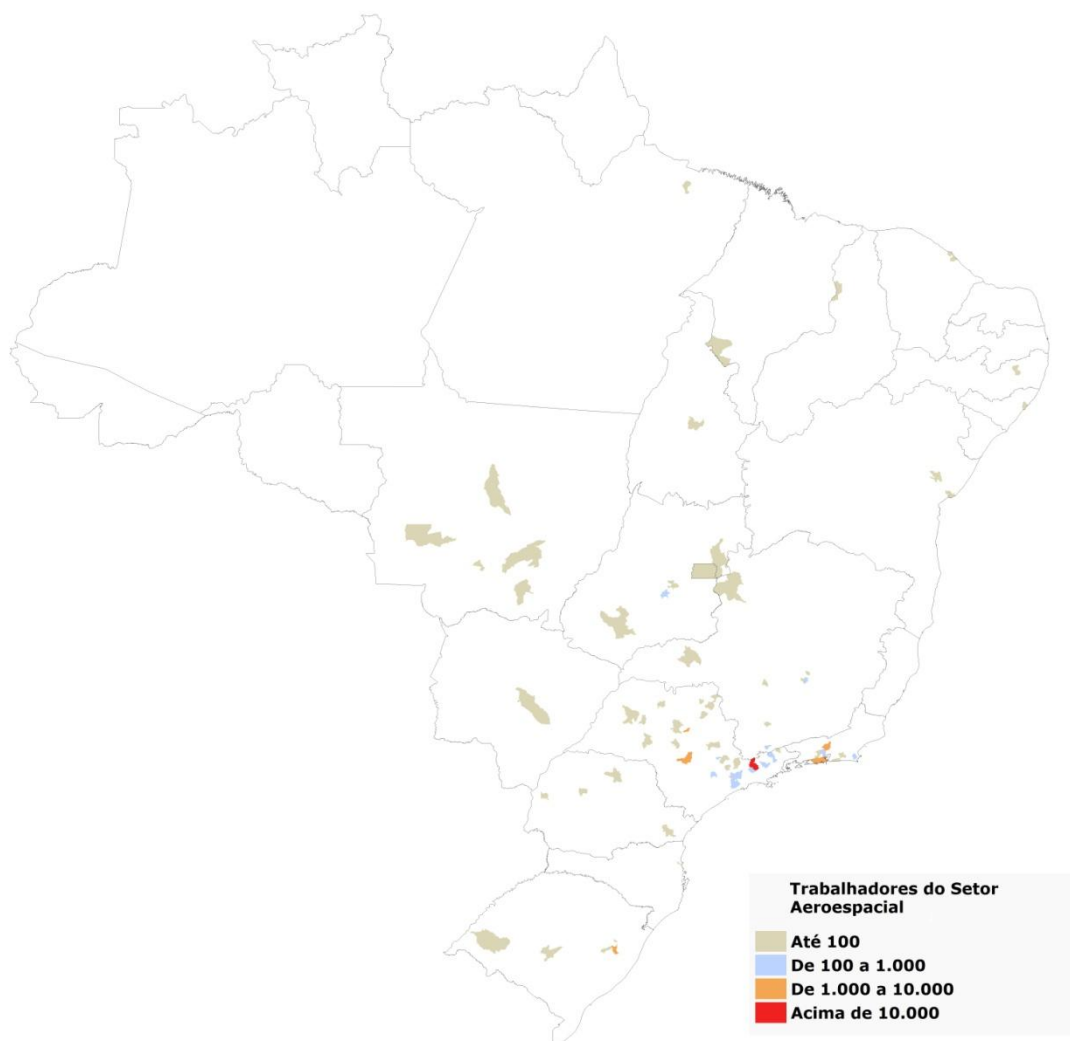 Trabalhadores do Setor
Aeroespacial
Até 100
De 100 a 1.000
De 1.000 a 10.000
Acima de 10.000